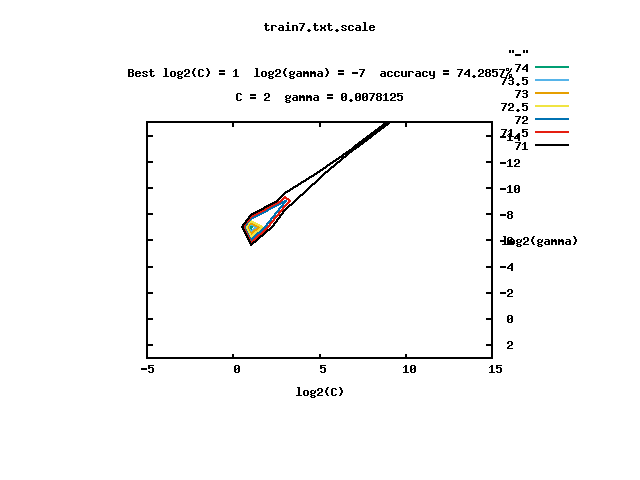 train7.txt.scale
"-"
Best log2(C) = 1  log2(gamma) = -7  accuracy = 74.2857%
74
73.5
C = 2  gamma = 0.0078125
73
72.5
72
71.5
-14
71
-12
-10
-8
-6
log2(gamma)
-4
-2
0
2
-5 0 5 10 15
log2(C)